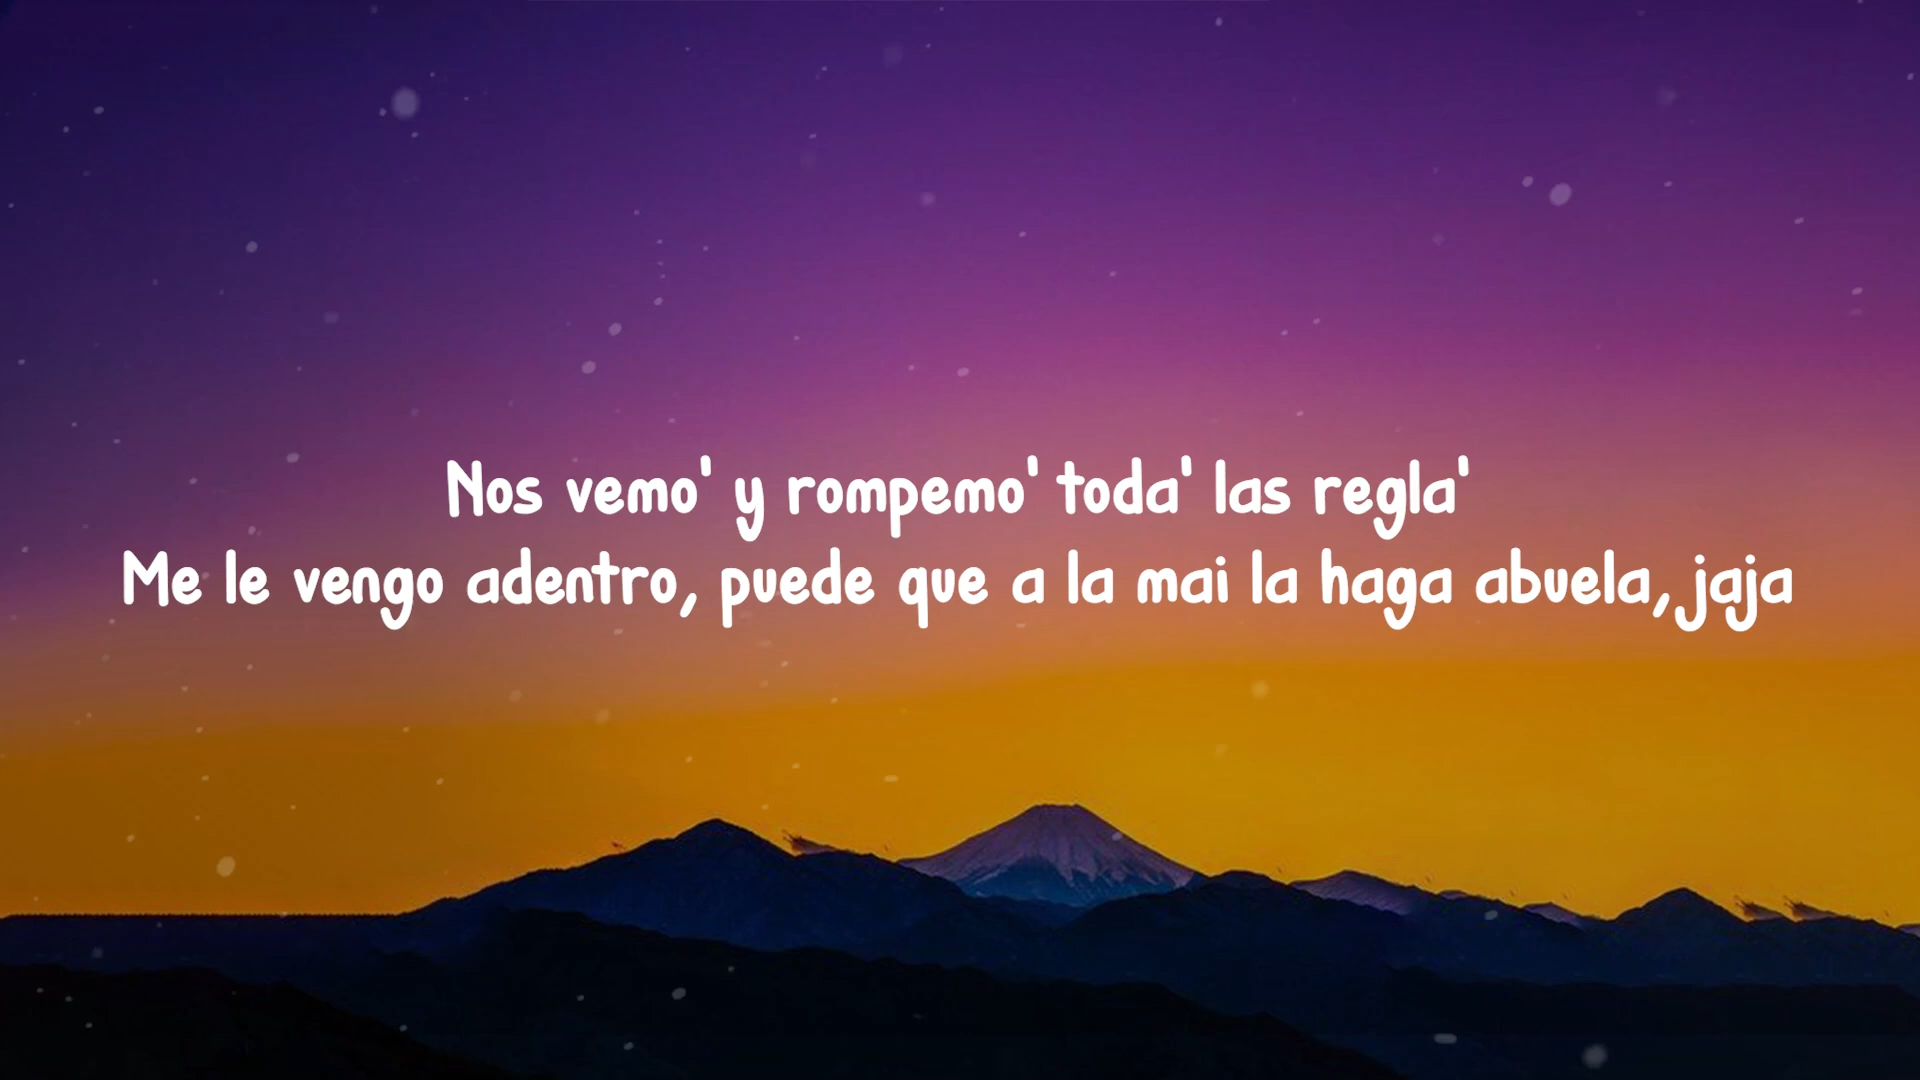 Nos vemo' y rompemo' toda' las regla'
Me le vengo adentro, puede que a la mai la haga abuela, jaja